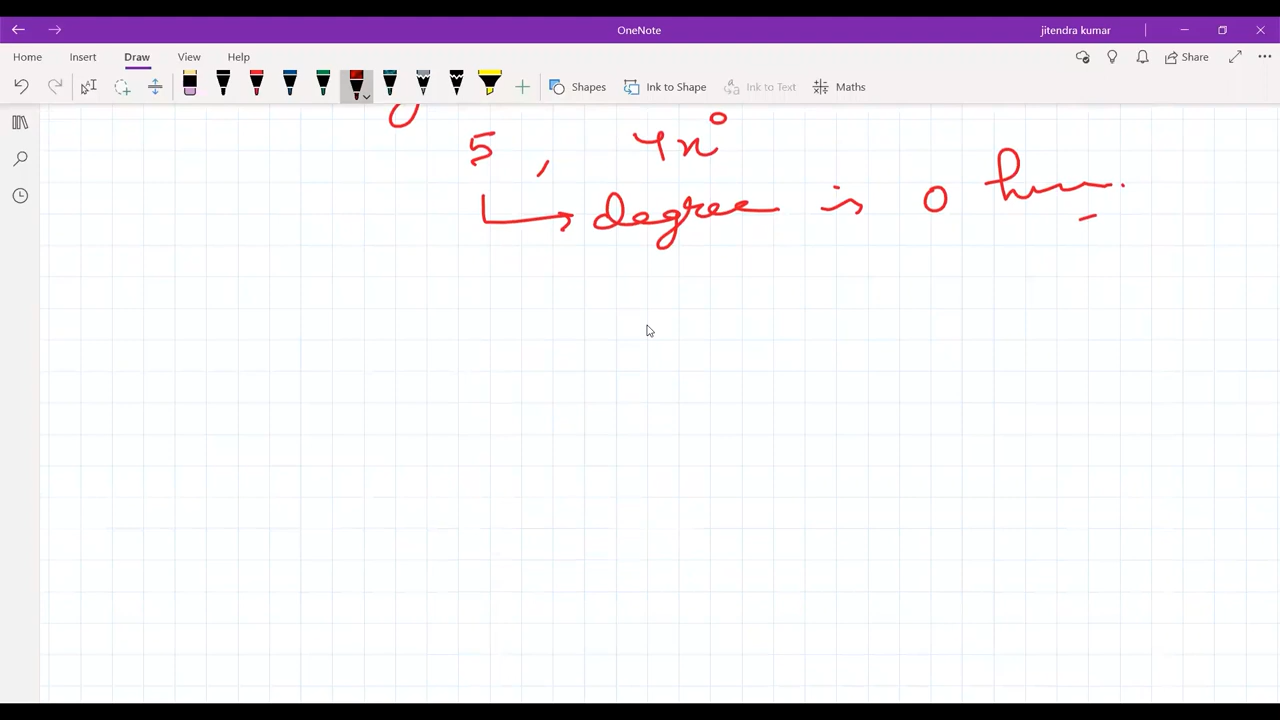 OneNote
jitendra kumar
Home Insert Draw View Help
Share
Shapes Ink to Shape Ink to Text Maths
5 , 4x⁰
degree is 0